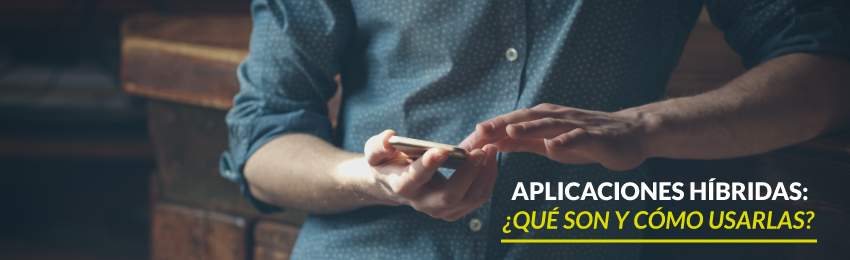 APLICACIONES HÍBRIDAS:
¿QUÉ SON Y CÓMO USARLAS?